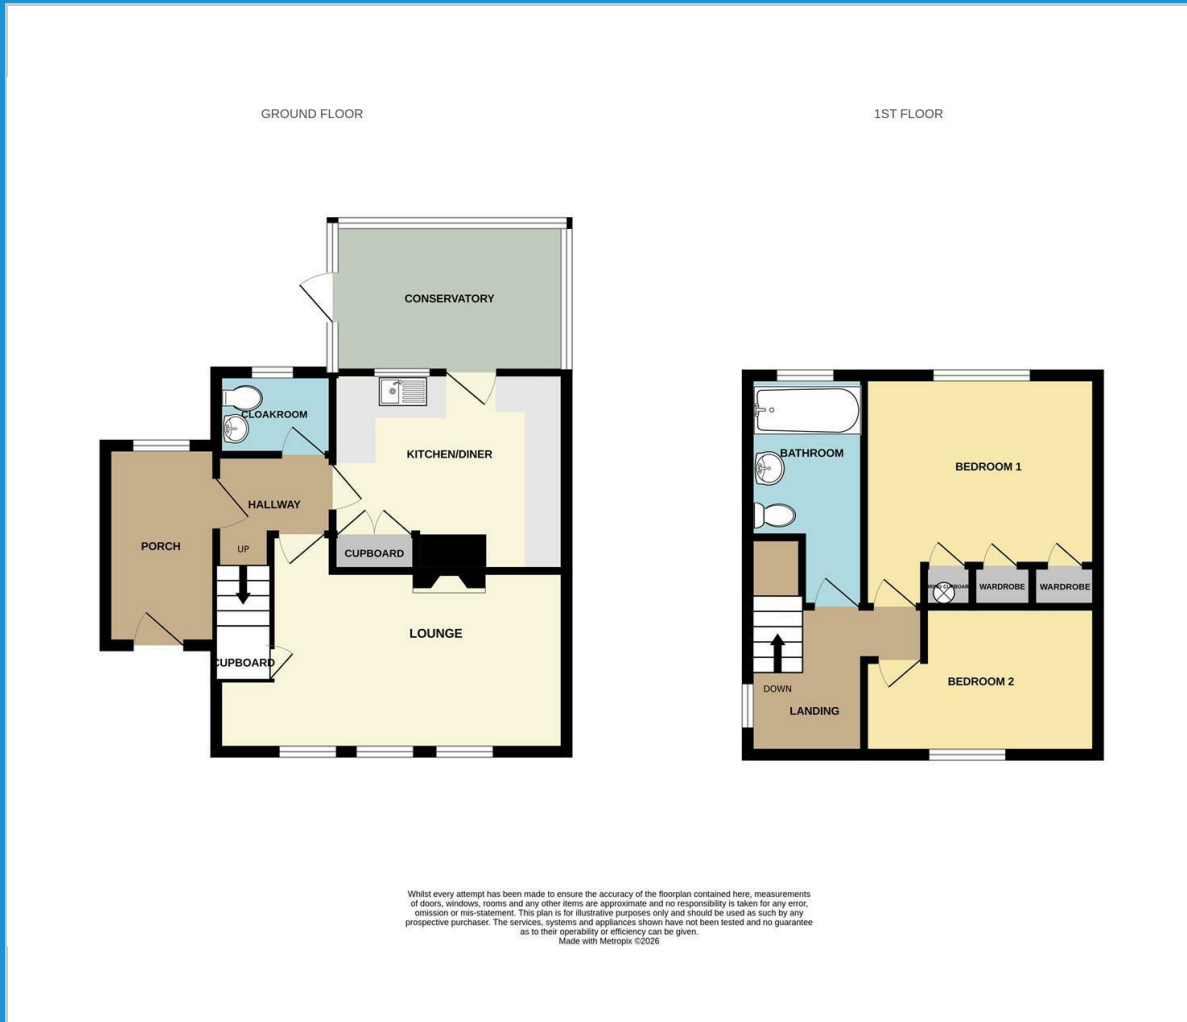 GROUND FLOOR
CONSERVATORY
CLOAKROOM
KITCHEN/DINER
HALLWAY
PORCH
UP
CUPBOARD
LOUNGE
CUPBOARD
1ST FLOOR
BATHROOM
BEDROOM 1
WARDROBE
WARDROBE
BEDROOM 2
DOWN
LANDING
Whilst every attempt has been made to ensure the accuracy of the floorplan contained here, measurements
of doors, windows, rooms and any other items are approximate and no responsibility is taken for any error,
omission or mis-statement. This plan is for illustrative purposes only and should be used as such by any
prospective purchaser. The services, systems and appliances shown have not been tested and no guarantee
as to their operability or efficiency can be given.
Made with Metropix ©2026